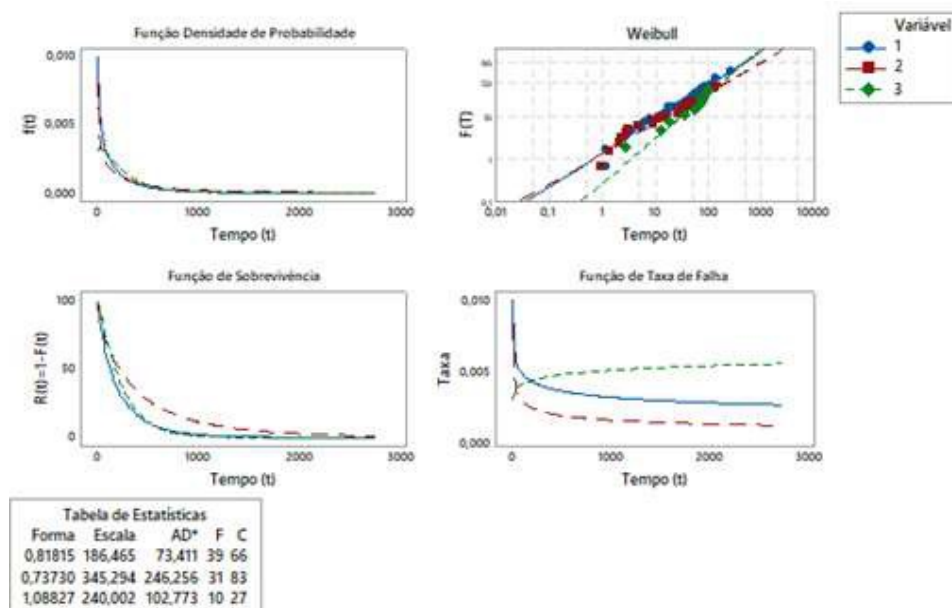 Função Densidade de Probabilidade
0,010
0,005
0,000
f(t)
0
1000
2000
3000
Tempo (t)
Weibull
F(T)
0,01
0,1
1
10
100
1000
10000
Tempo (t)
Variável
1
2
3
Função de Sobrevivência
100
50
0
R(t)=1-F(t)
0
1000
2000
3000
Tempo (t)
Função de Taxa de Falha
0,010
0,005
0,000
Taxa
0
1000
2000
3000
Tempo (t)
Tabela de Estatísticas
Forma Escala AD* F C
0,81815 186,465 73,411 39 66
0,73730 345,294 246,256 31 83
1,08827 240,002 102,773 10 27